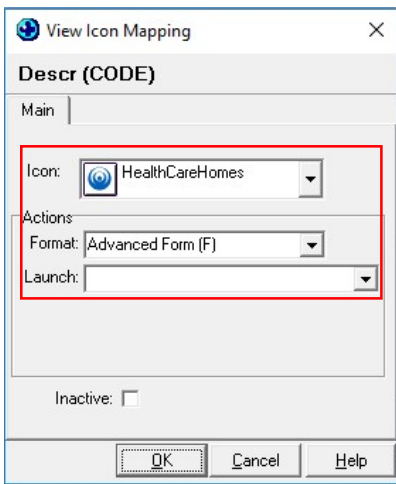 View Icon Mapping
Descr (CODE)
Main
Icon: HealthCareHomes
Actions
Format: Advanced Form (F)
Launch:
Inactive:
OK Cancel Help